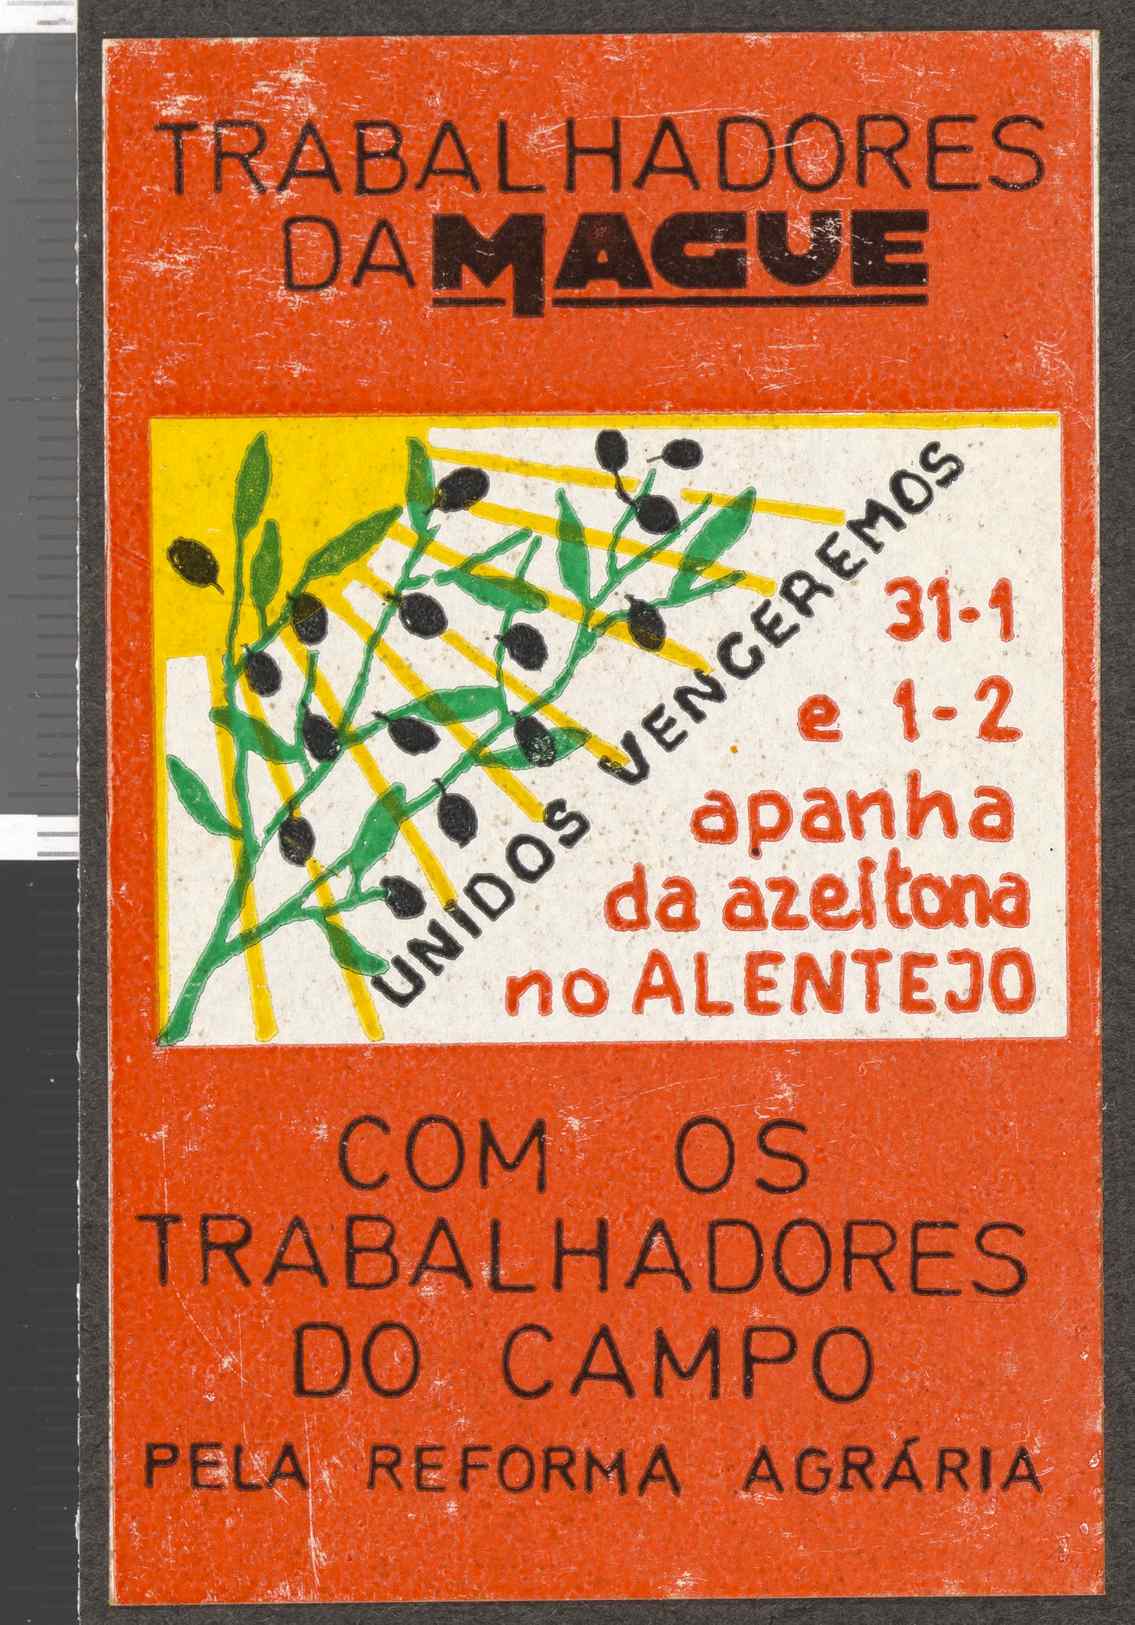 TRABALHADORES
DA MAGUE
UNIDOS VENCEREMOS
31-1
e 1-2
apanha
da azeitona
no ALENTEJO
COM OS
TRABALHADORES
DO CAMPO
PELA REFORMA AGRÁRIA